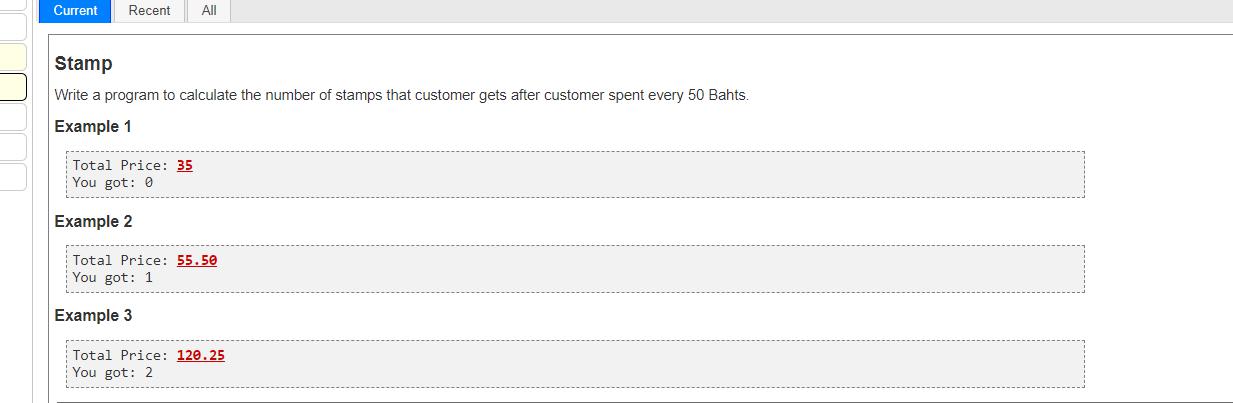 Current Recent All
Stamp
Write a program to calculate the number of stamps that customer gets after customer spent every 50 Bahts.
Example 1
Total Price: 35
You got: 0
Example 2
Total Price: 55.50
You got: 1
Example 3
Total Price: 120.25
You got: 2